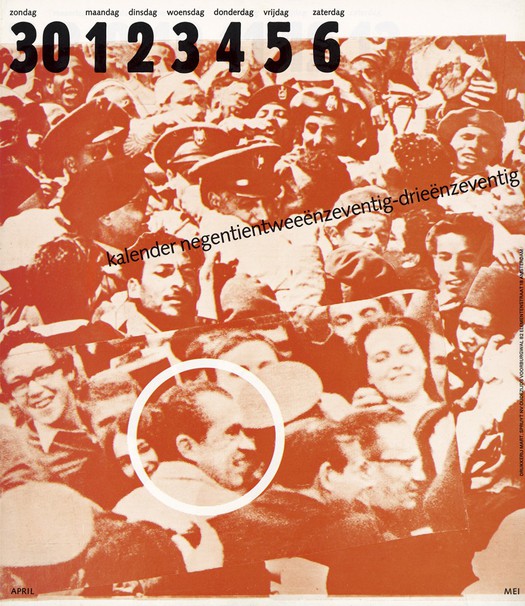 zondag maandag dinsdag woensdag donderdag vrijdag zaterdag
30 1 2 3 4 5 6
kalender negentientweeënzeventig-drieënzeventig
APRIL MEI